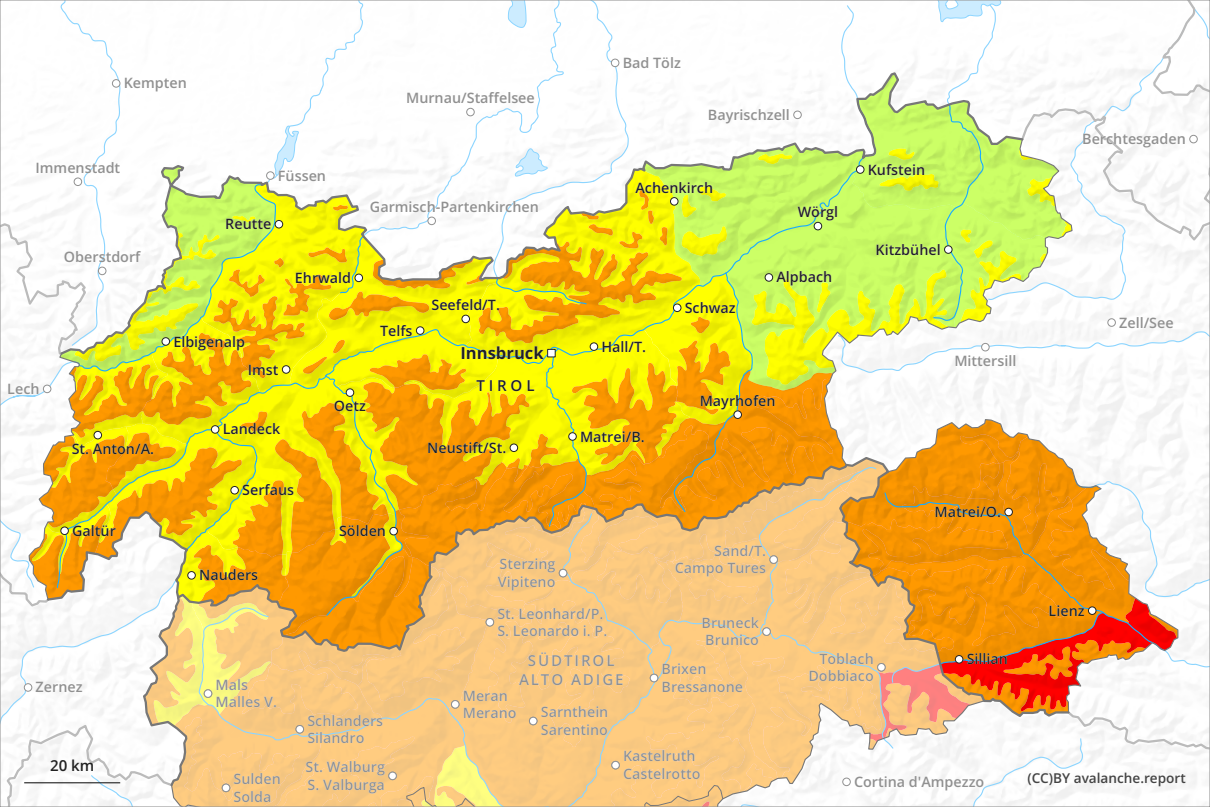 Bad Tölz
Kempten
Murnau/Staffelsee
Bayrischzell
Berchtesgaden
Immenstadt
Füssen
Kufstein
Achenkirch
Garmisch-Partenkirchen
Wörgl
Reutte
Oberstdorf
Kitzbühel
Ehrwald
Alpbach
Seefeld/T.
Schwaz
Telfs
Zell/See
Elbigenalp
Innsbruck
Hall/T.
Mittersill
Imst
TIROL
Lech
Oetz
Mayrhofen
Landeck
Matrei/B.
St. Anton/A.
Neustift/St.
Serfaus
Matrei/O.
Galtür
Sölden
Sand/T.
Campo Tures
Sterzing
Vipiteno
Nauders
Lienz
St. Leonhard/P.
S. Leonardo i. P.
Bruneck
Brunico
Sillian
SÜDTIROL
ALTO ADIGE
Toblach
Dobbiaco
Brixen
Bressanone
Zernez
Mals
Malles V.
Meran
Merano
Sarnthein
Sarentino
Schlanders
Silandro
Kastelruth
Castelrotto
St. Walburg
S. Valburga
Sulden
Solda
20 km
Cortina d'Ampezzo
(CC)BY avalanche.report